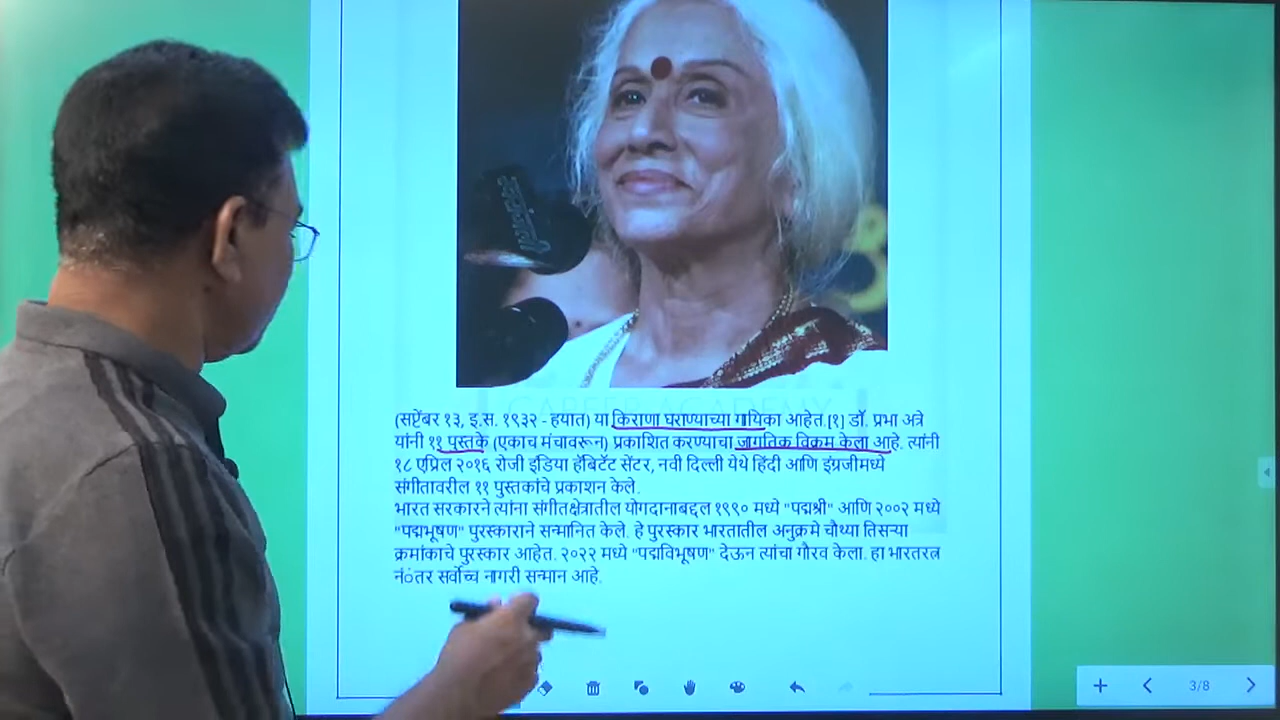 (सप्टेंबर १३, इ.स. १९३२ - हयात) या किराणा घराण्याच्या गायिका आहेत.[१] डॉ. प्रभा अत्रे
यांनी ११ पुस्तके (एकाच मंचावरून) प्रकाशित करण्याचा जागतिक विक्रम केला आहे. त्यांनी
१८ एप्रिल २०१६ रोजी इंडिया हॅबिटॅट सेंटर, नवी दिल्ली येथे हिंदी आणि इंग्रजीमध्ये
संगीतावरील ११ पुस्तकांचे प्रकाशन केले.
भारत सरकारने त्यांना संगीतक्षेत्रातील योगदानाबद्दल १९९० मध्ये "पद्मश्री" आणि २००२ मध्ये
"पद्मभूषण" पुरस्काराने सन्मानित केले. हे पुरस्कार भारतातील अनुक्रमे चौथ्या तिसऱ्या
क्रमांकाचे पुरस्कार आहेत. २०२२ मध्ये "पद्मविभूषण" देऊन त्यांचा गौरव केला. हा भारतरत्न
नंंतर सर्वोच्च नागरी सन्मान आहे.
3/8